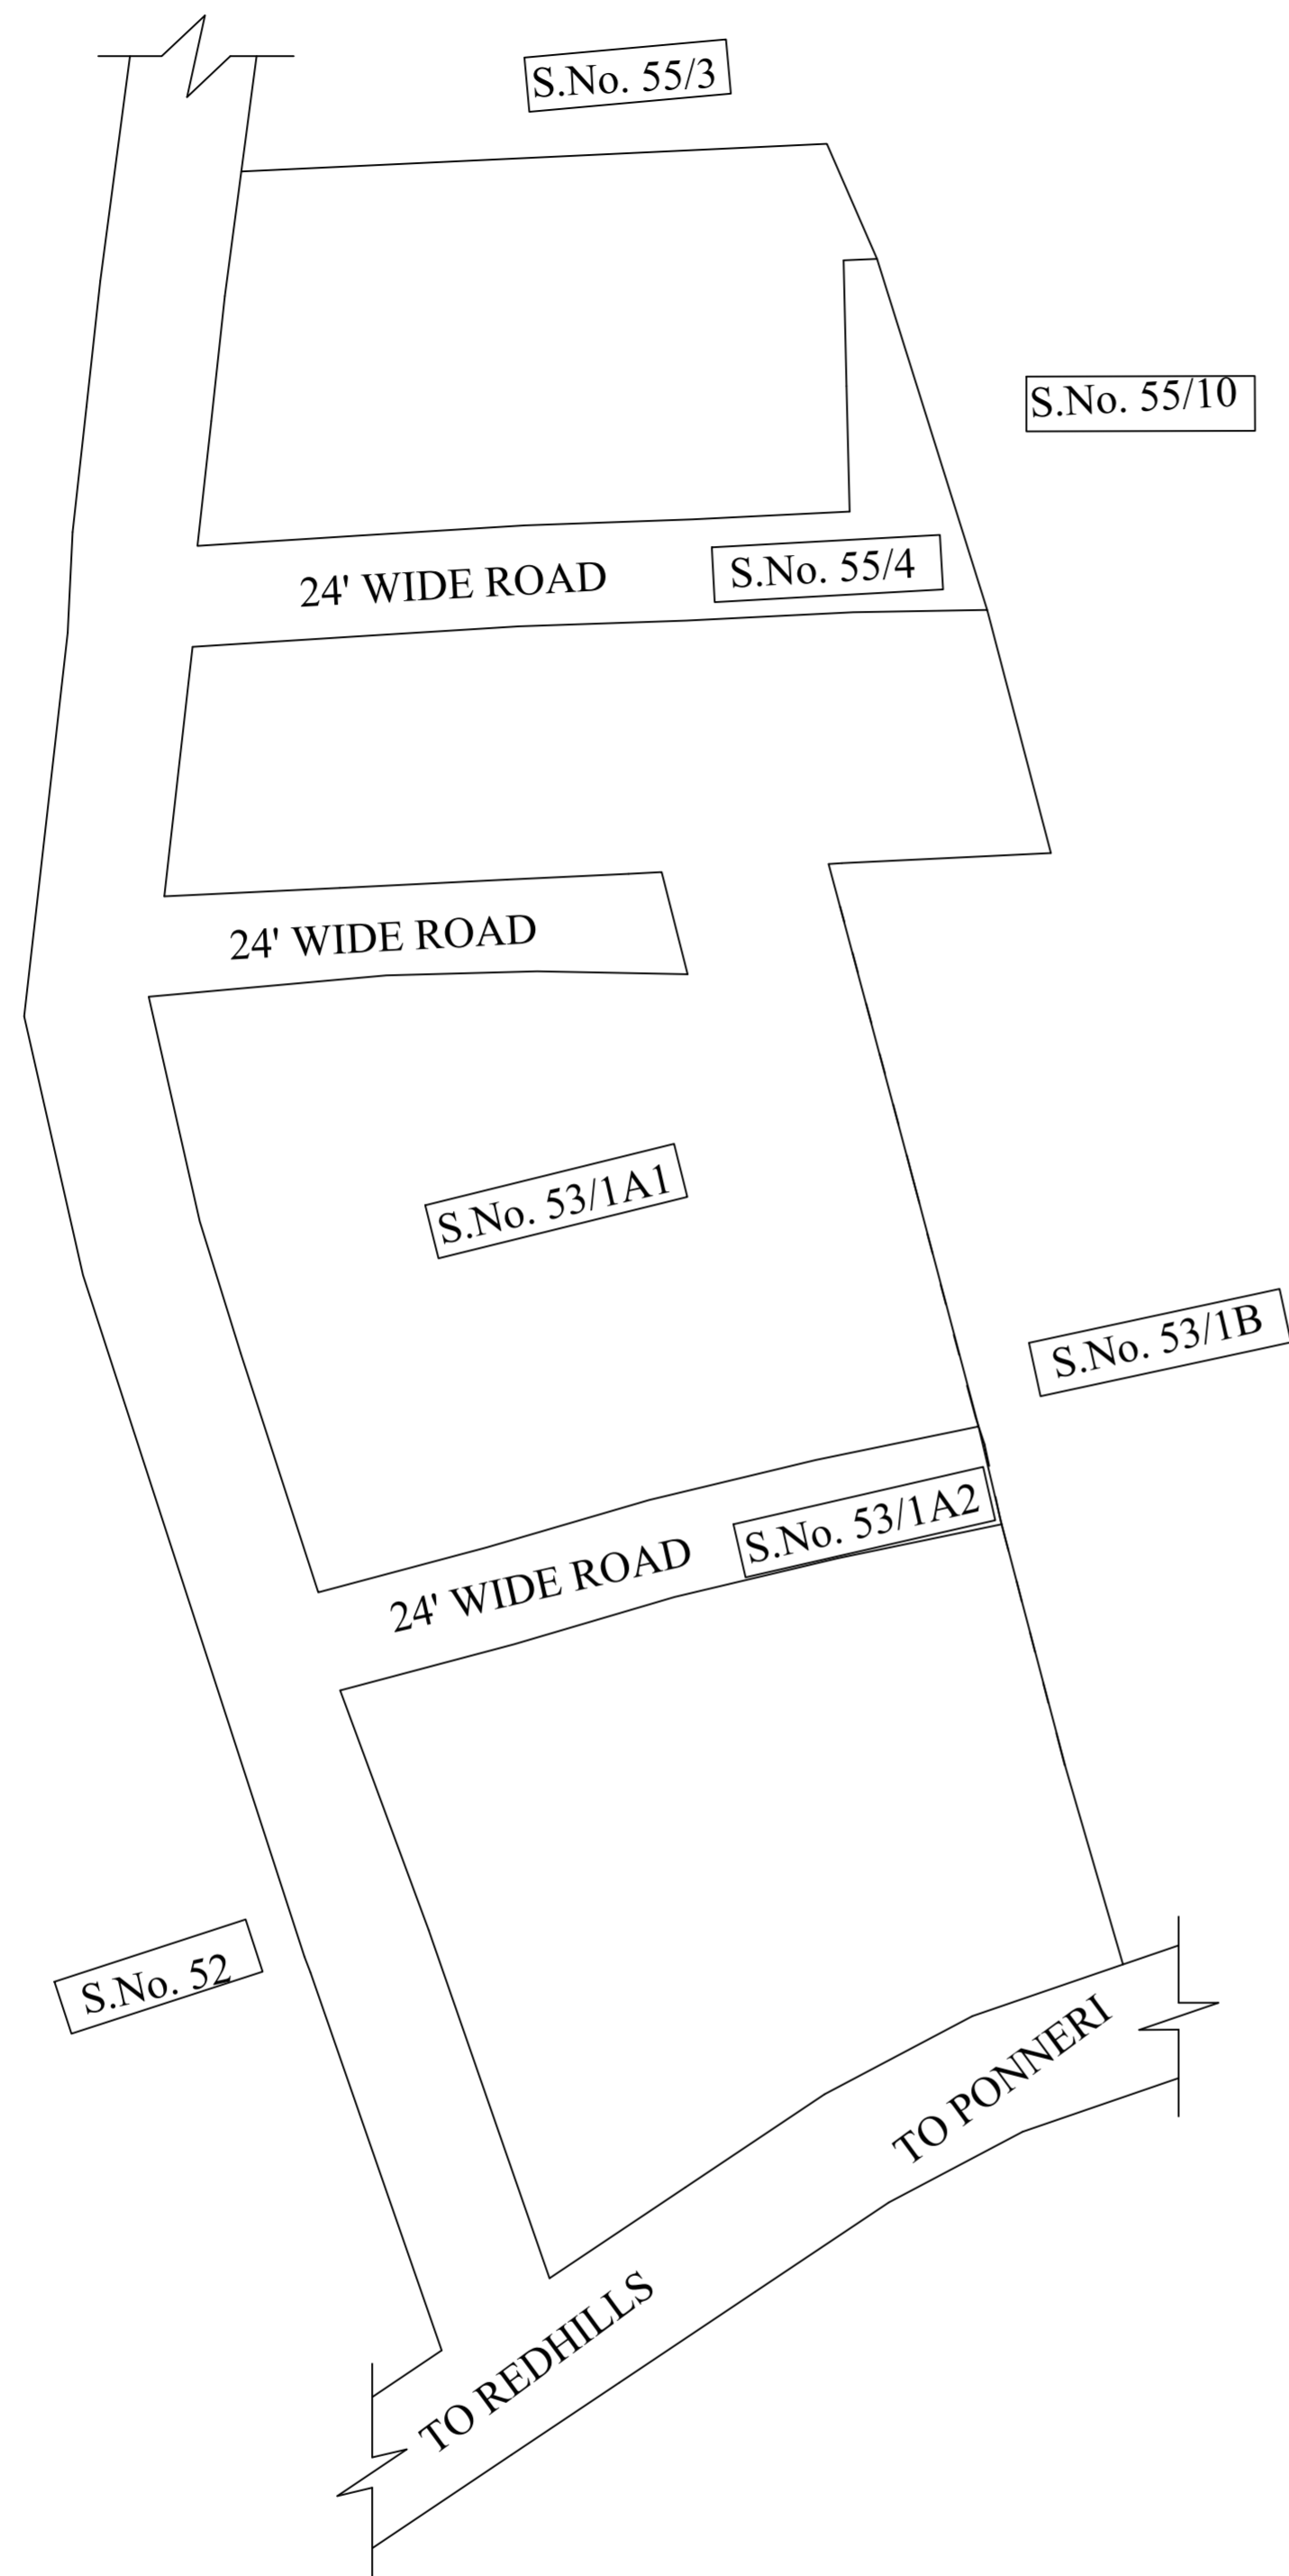 S.No. 55/3
S.No. 55/10
24' WIDE ROAD
S.No. 55/4
24' WIDE ROAD
S.No. 53/1A1
S.No. 53/1B
S.No. 53/1A2
24' WIDE ROAD
S.No. 52
TO PONNERI
TO REDHILLS